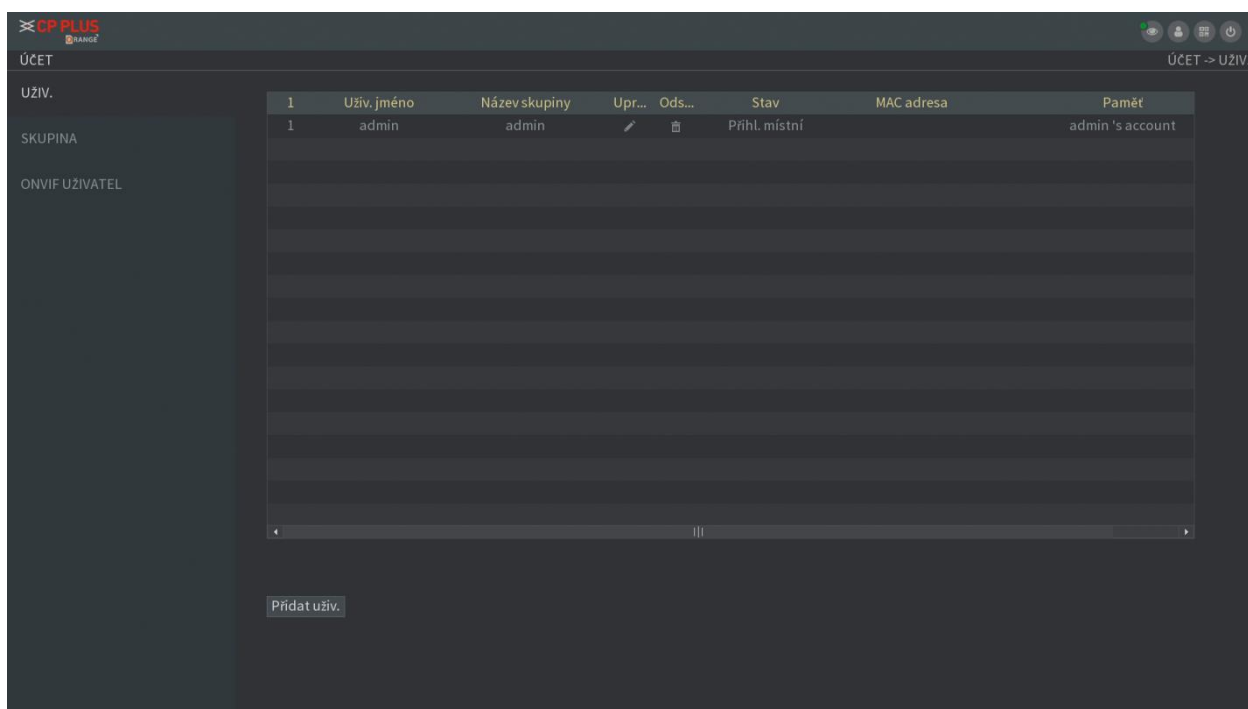 CP PLUS
ORANGE
ÚČET
ÚČET -> UŽIV.
UŽIV.
SKUPINA
ONVIF UŽIVATEL
1 Uživ. jméno Název skupiny Upr... Ods... Stav MAC adresa Paměť
1 admin admin Přihl. místní admin 's account
Přidat uživ.